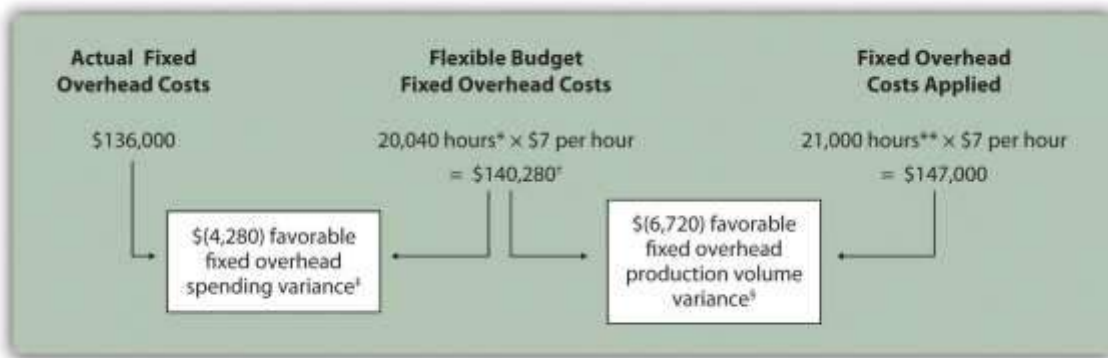 Actual Fixed
Overhead Costs
Flexible Budget
Fixed Overhead Costs
Fixed Overhead
Costs Applied
$136,000
20,040 hours* × $7 per hour
= $140,280†
21,000 hours** × $7 per hour
= $147,000
$(4,280) favorable
fixed overhead
spending variance‡
$(6,720) favorable
fixed overhead
production volume
variance§